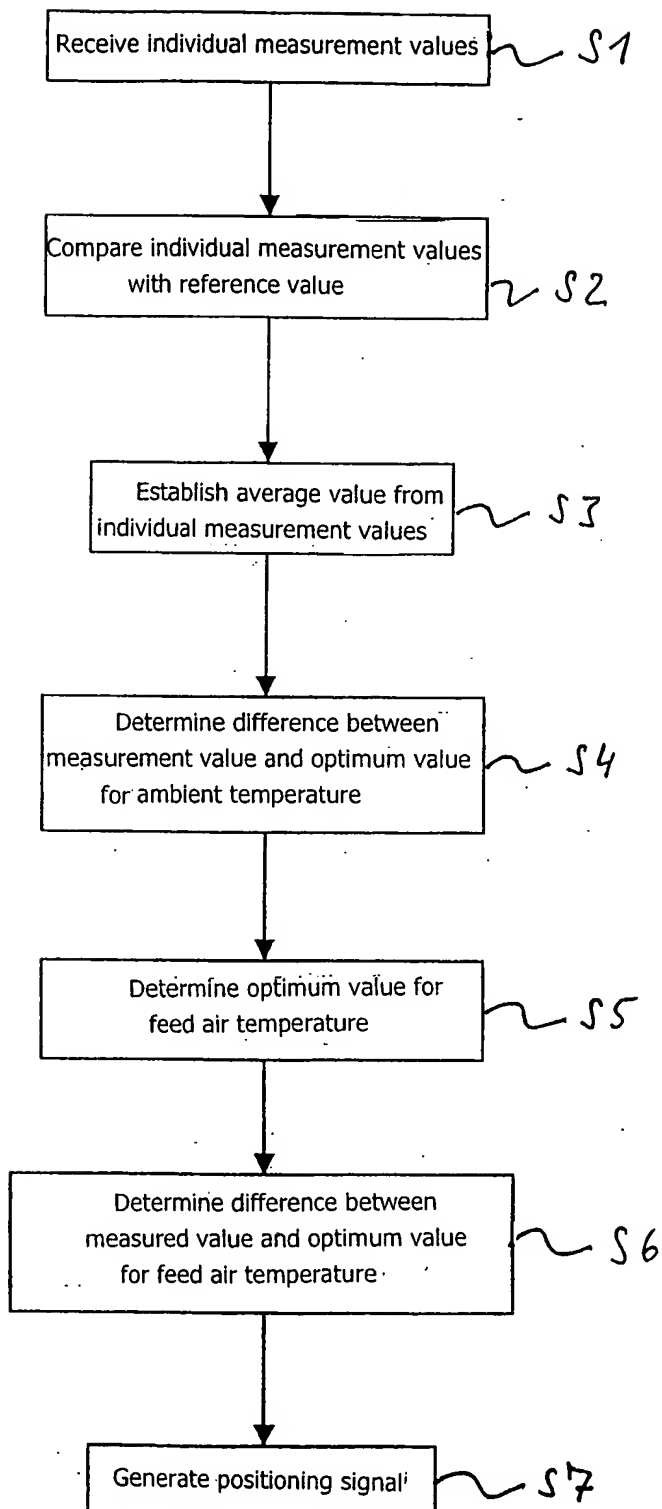 Receive individual measurement values S1
Compare individual measurement values
with reference value S2
Establish average value from
individual measurement values S3
Determine difference between
measurement value and optimum value
for ambient temperature S4
Determine optimum value for
feed air temperature S5
Determine difference between
measured value and optimum value
for feed air temperature S6
Generate positioning signal S7